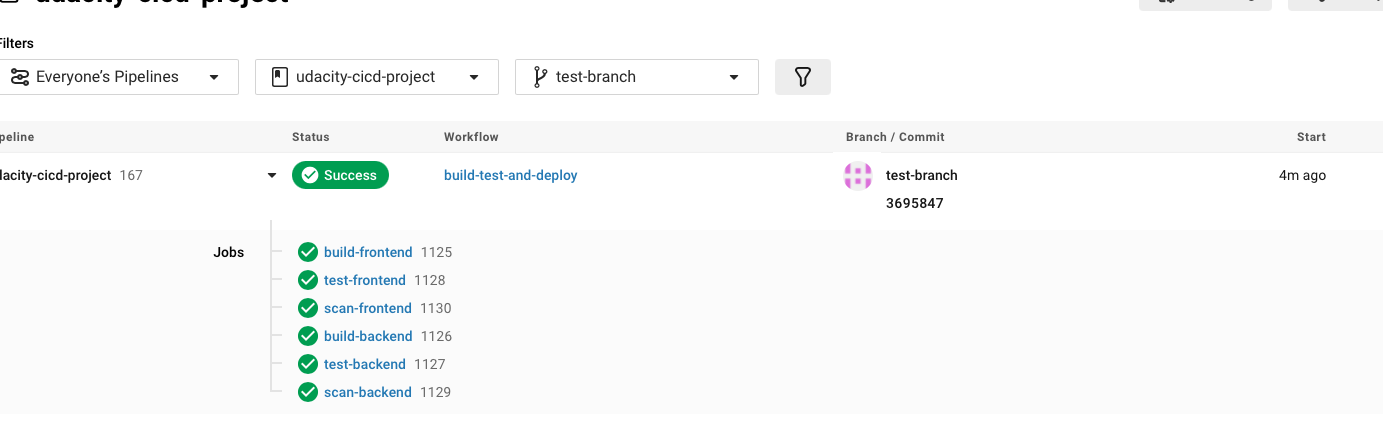 udacity-cicd-project
Filters
Everyone's Pipelines udacity-cicd-project test-branch
peline Status Workflow Branch / Commit Start
dacity-cicd-project 167 Success build-test-and-deploy test-branch 4m ago
3695847
Jobs build-frontend 1125
test-frontend 1128
scan-frontend 1130
build-backend 1126
test-backend 1127
scan-backend 1129